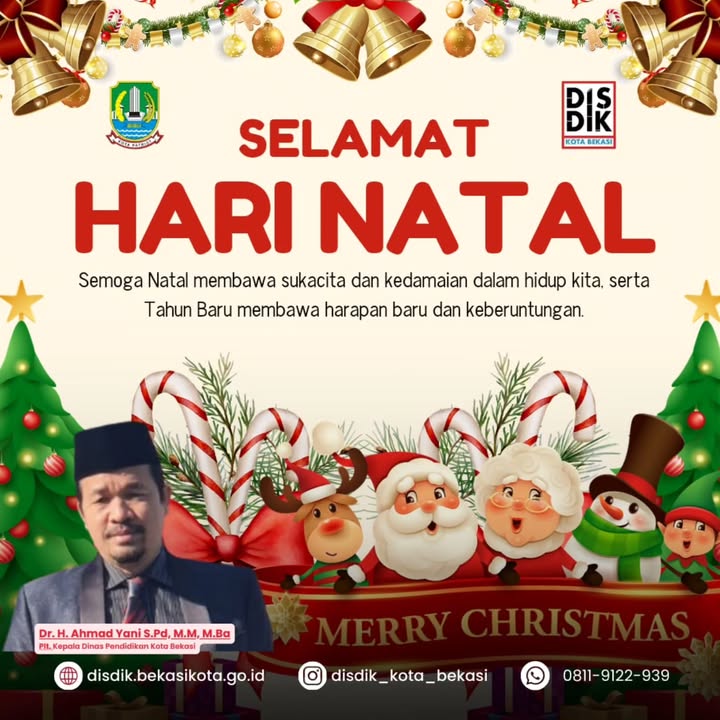 DIS
DIK
KOTA BEKASI
SELAMAT
HARI NATAL
Semoga Natal membawa sukacita dan kedamaian dalam hidup kita, serta
Tahun Baru membawa harapan baru dan keberuntungan.
MERRY CHRISTMAS
Dr. H. Ahmad Yani S.Pd, M.M, M.Ba
Plt. Kepala Dinas Pendidikan Kota Bekasi
disdik.bekasikota.go.id
disdik_kota_bekasi
0811-9122-939